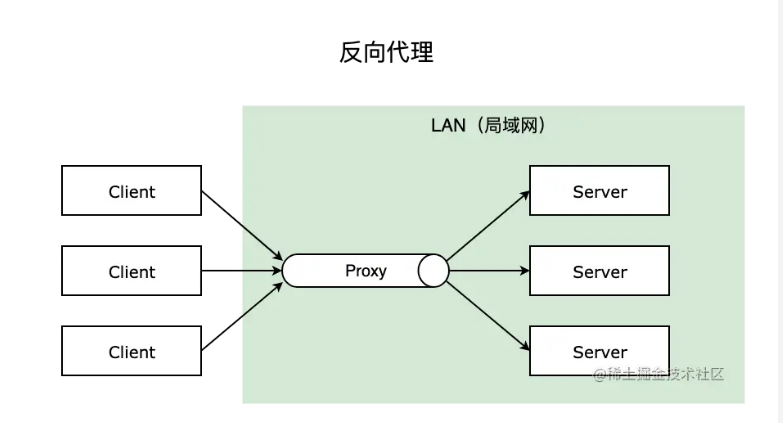 反向代理
LAN（局域网）
Client
Server
Client
Proxy
Server
Client
Server
@稀土掘金技术社区